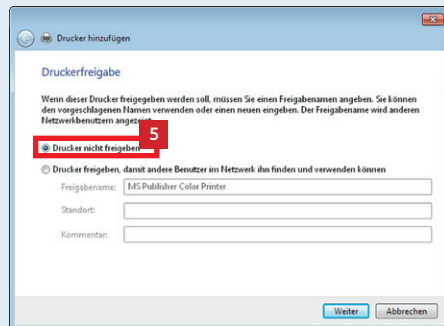 Drucker hinzufügen
Druckerfreigabe
Wenn dieser Drucker freigegeben werden soll, müssen Sie einen Freigabenamen angeben. Sie können
den vorgeschlagenen Namen verwenden oder einen neuen eingeben. Der Freigabename wird anderen
Netzwerkbenutzern angezeigt.
5
Drucker nicht freigeben
Drucker freigeben, damit andere Benutzer im Netzwerk ihn finden und verwenden können
Freigabename: MS Publisher Color Printer
Standort:
Kommentar:
Weiter Abbrechen